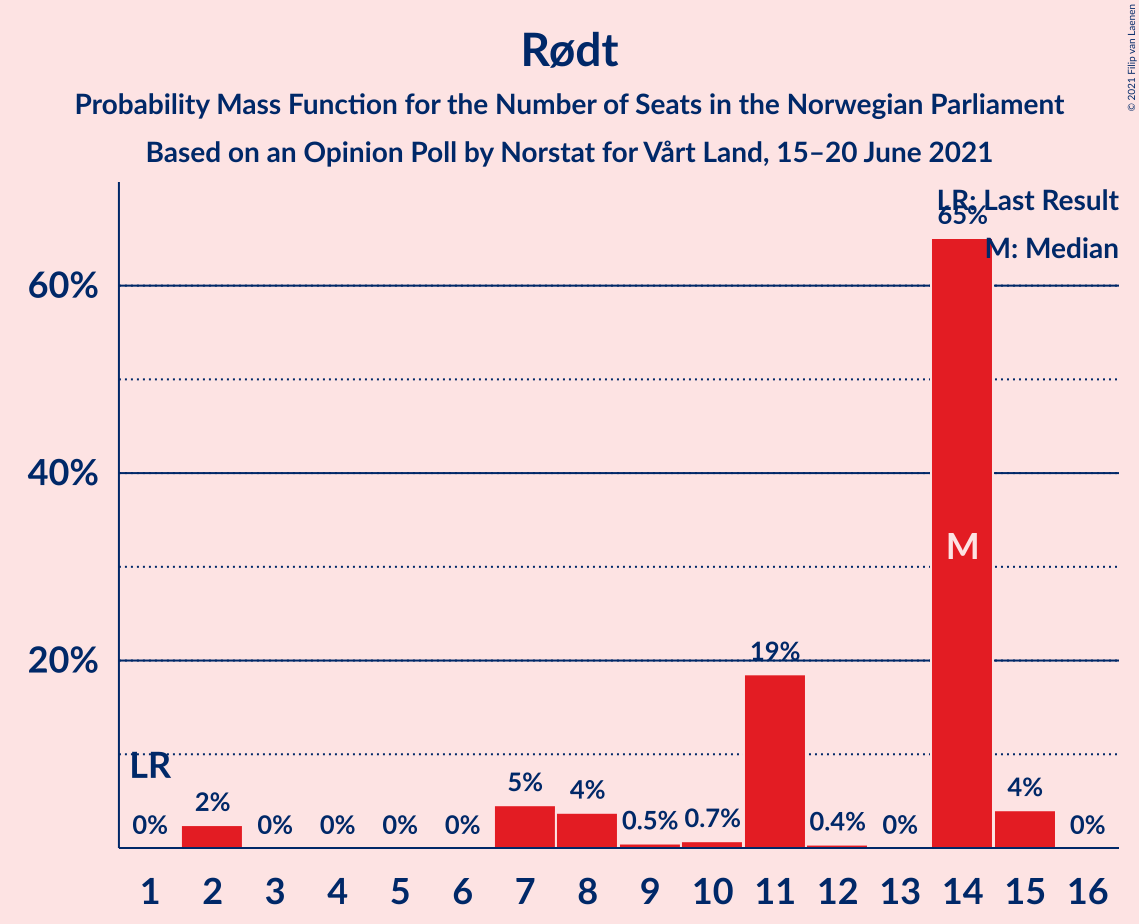 Rødt
Probability Mass Function for the Number of Seats in the Norwegian Parliament
Based on an Opinion Poll by Norstat for Vårt Land, 15–20 June 2021
© 2021 Filip van Laenen
LR: Last Result
M: Median
60%
40%
20%
LR
M
0%
2%
0%
0%
0%
0%
5%
4%
0.5%
0.7%
19%
0.4%
0%
65%
4%
0%
1 2 3 4 5 6 7 8 9 10 11 12 13 14 15 16